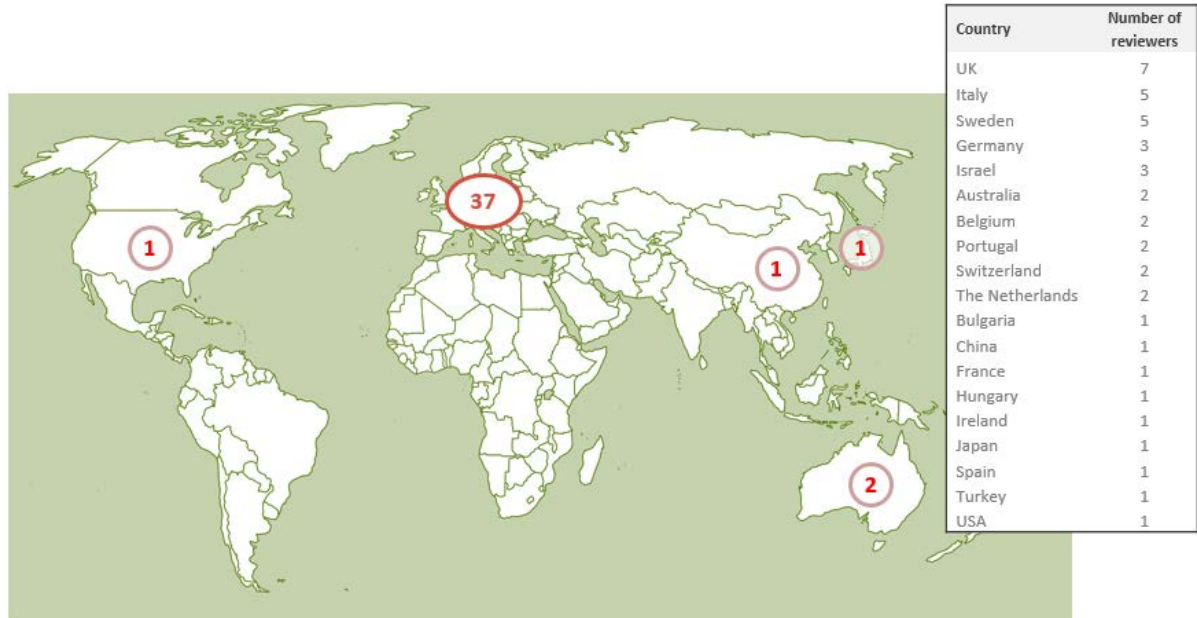 Country Number of
reviewers
UK 7
Italy 5
Sweden 5
Germany 3
Israel 3
Australia 2
Belgium 2
Portugal 2
Switzerland 2
The Netherlands 2
Bulgaria 1
China 1
France 1
Hungary 1
Ireland 1
Japan 1
Spain 1
Turkey 1
USA 1
37
1
1
1
2